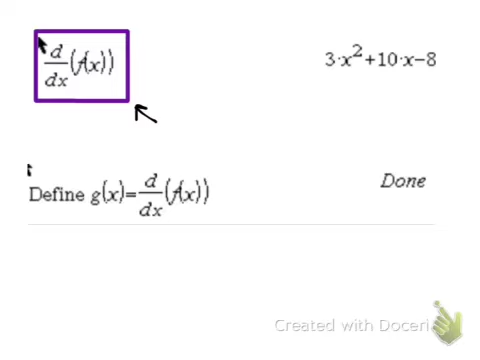 d/dx(f(x)) 3·x²+10·x−8
Define g(x)=d/dx(f(x)) Done
Created with Doceri